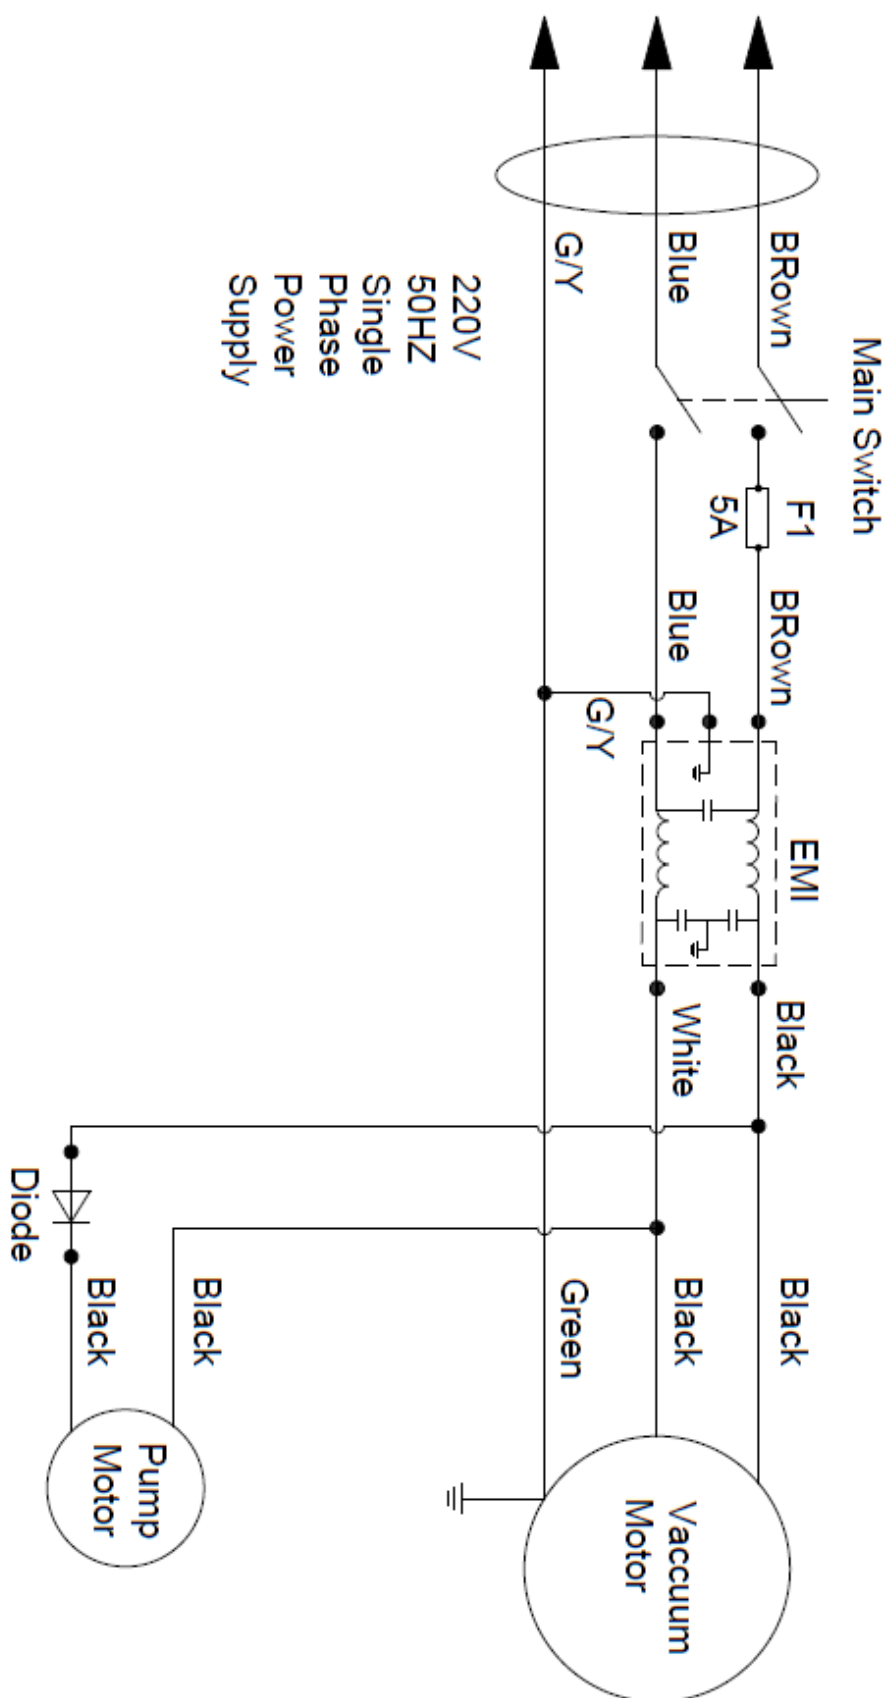 Main Switch
BRown
F1
5A
BRown
EMI
Black
Black
Blue
Blue
White
Black
Vaccuum
Motor
G/Y
G/Y
Green
220V
50HZ
Single
Phase
Power
Supply
Black
Diode
Black
Pump
Motor